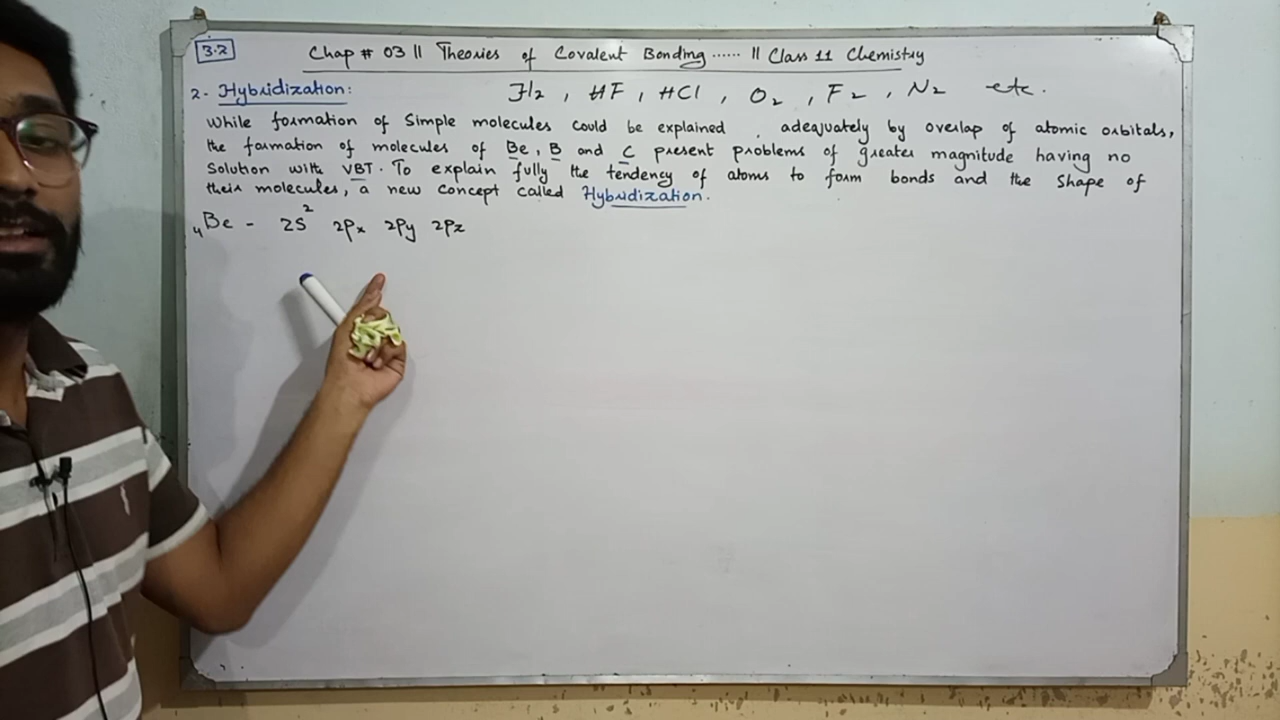 3.2
Chap # 03 || Theories of Covalent Bonding ...... || Class 11 Chemistry
2. Hybridization: H2, HF, HCl, O2, F2, N2 etc.
While formation of Simple molecules could be explained adequately by overlap of atomic orbitals,
the formation of molecules of Be, B and C present problems of greater magnitude having no
Solution with VBT. To explain fully the tendency of atoms to form bonds and the shape of
their molecules, a new concept called Hybridization.
₄Be - 2S² 2Px 2Py 2Pz